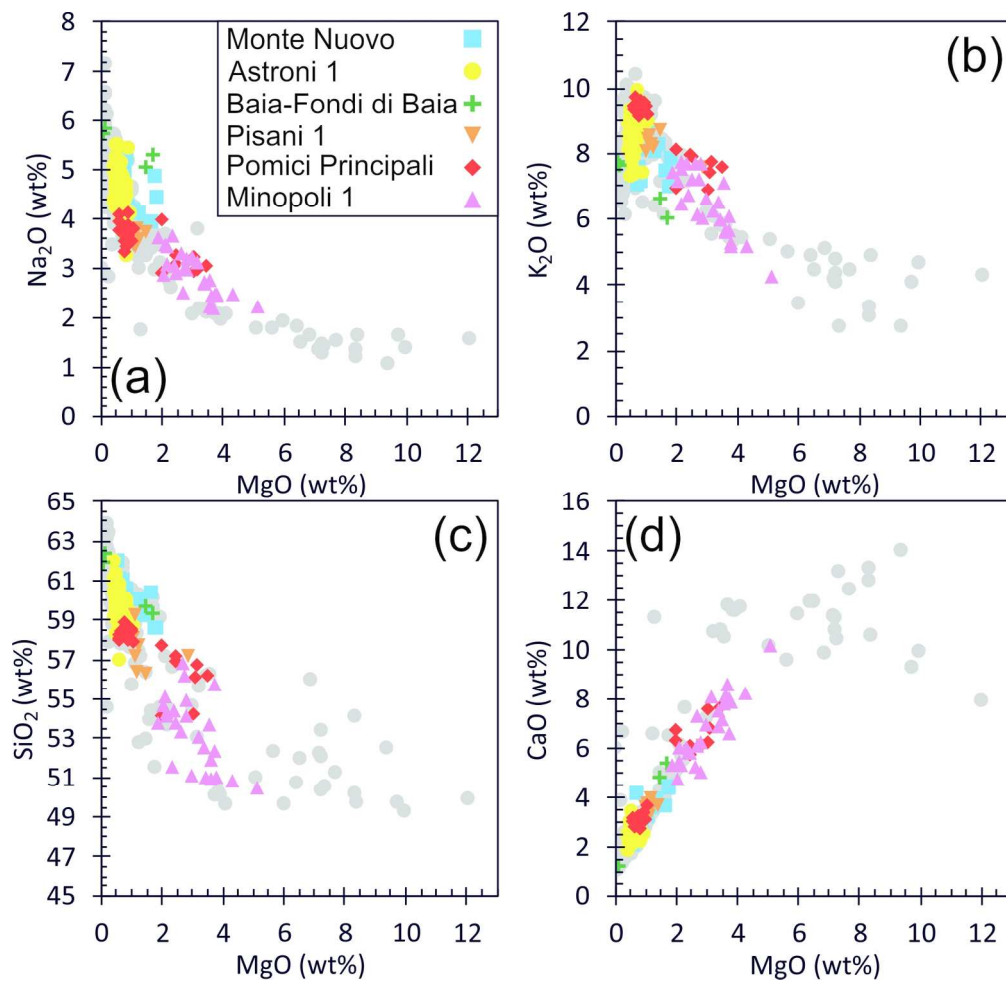 8
7
6
5
4
3
2
1
0
Na₂O (wt%)
Monte Nuovo
Astroni 1
Baia-Fondi di Baia
Pisani 1
Pomici Principali
Minopoli 1
(a)
0 2 4 6 8 10 12
MgO (wt%)
12
10
8
6
4
2
0
K₂O (wt%)
(b)
0 2 4 6 8 10 12
MgO (wt%)
65
63
61
59
57
55
53
51
49
47
45
SiO₂ (wt%)
(c)
0 2 4 6 8 10 12
MgO (wt%)
16
14
12
10
8
6
4
2
0
CaO (wt%)
(d)
0 2 4 6 8 10 12
MgO (wt%)